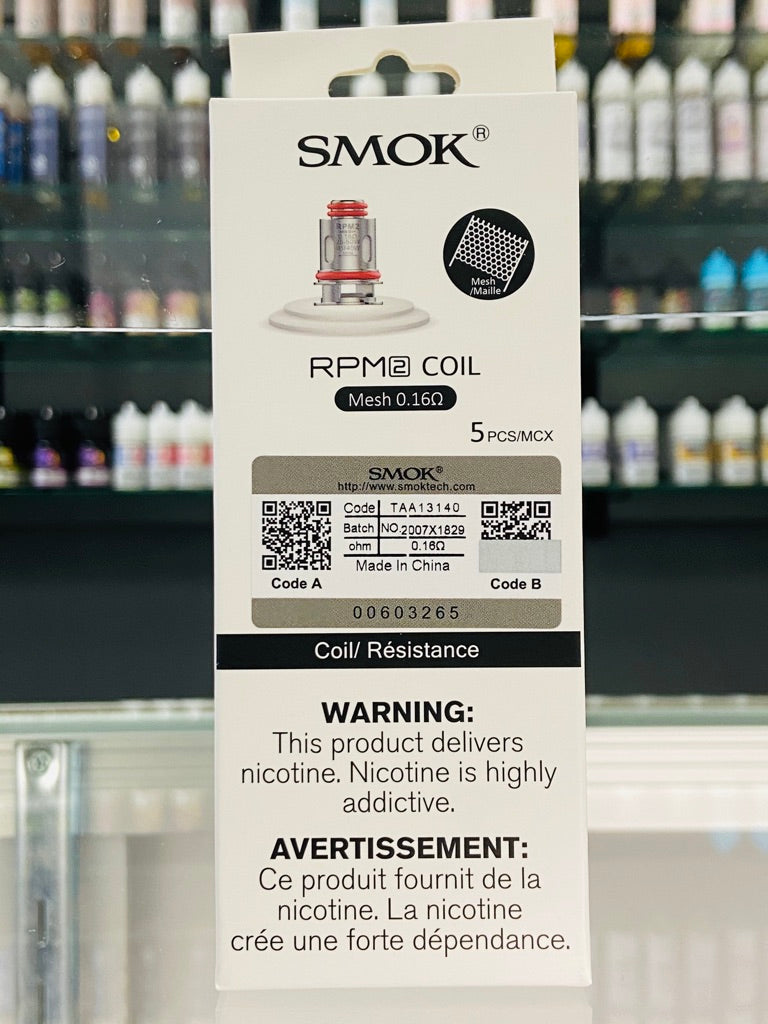 SMOK®
RPM2
Mesh
/Maille
RPM2 COIL
Mesh 0.16Ω
5 PCS/MCX
SMOK®
http://www.smoktech.com
Code TAA13140
Batch NO. 2007X1829
ohm 0.16Ω
Made In China
Code A
Code B
00603265
Coil/ Résistance
WARNING:
This product delivers
nicotine. Nicotine is highly
addictive.
AVERTISSEMENT:
Ce produit fournit de la
nicotine. La nicotine
crée une forte dépendance.